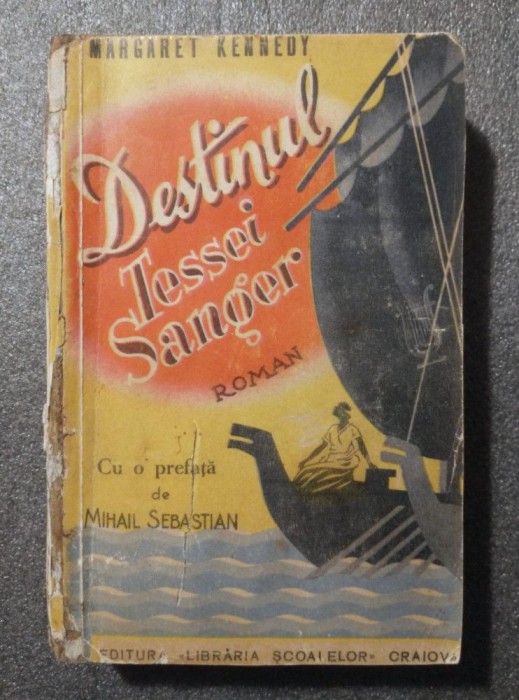 MARGARET KENNEDY
Destinul
Tessei
Sanger
ROMAN
Cu o prefață
de
MIHAIL SEBASTIAN
EDITURA «LIBRĂRIA ȘCOALELOR» CRAIOVA